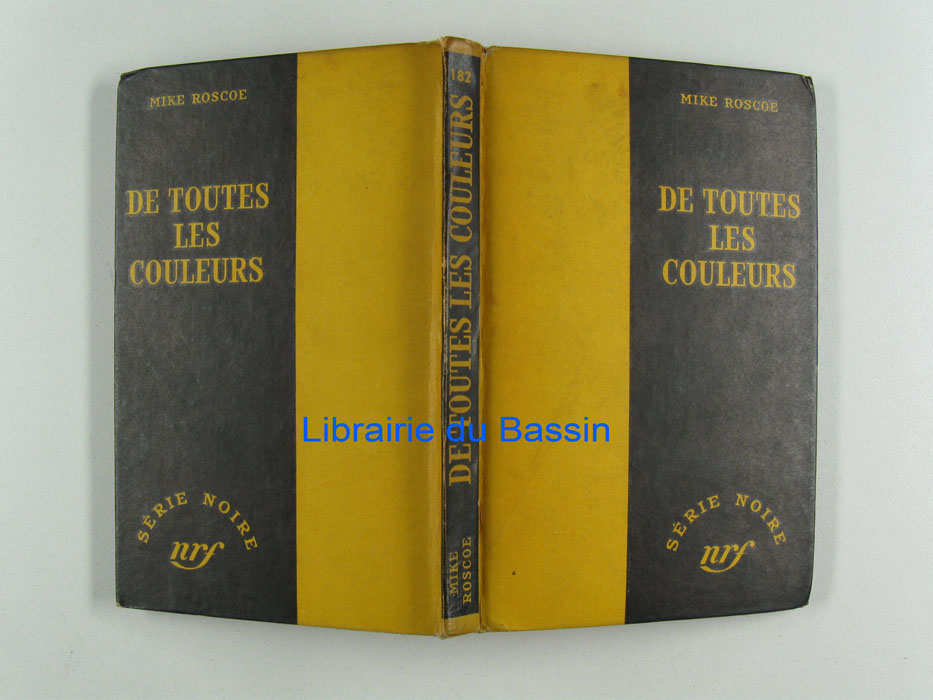 MIKE ROSCOE
DE TOUTES
LES
COULEURS
SÉRIE NOIRE
nrf
182
DE TOUTES LES COULEURS
MIKE
ROSCOE
MIKE ROSCOE
DE TOUTES
LES
COULEURS
SÉRIE NOIRE
nrf
Librairie du Bassin